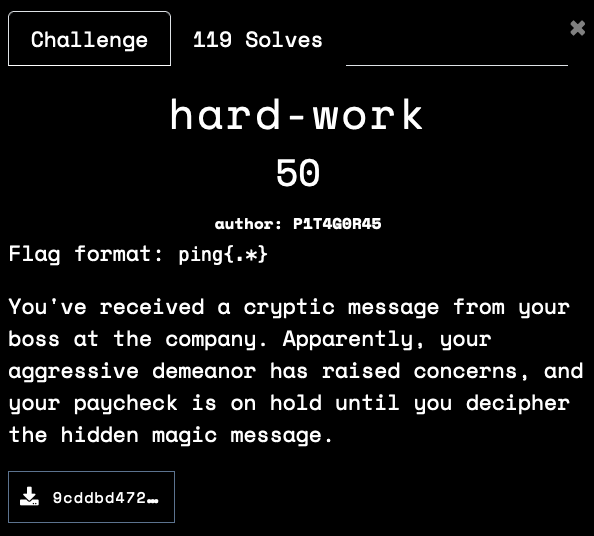 Challenge 119 Solves ✖
hard-work
50
author: P1T4G0R45
Flag format: ping{.*}
You've received a cryptic message from your
boss at the company. Apparently, your
aggressive demeanor has raised concerns, and
your paycheck is on hold until you decipher
the hidden magic message.
9cddbd472…